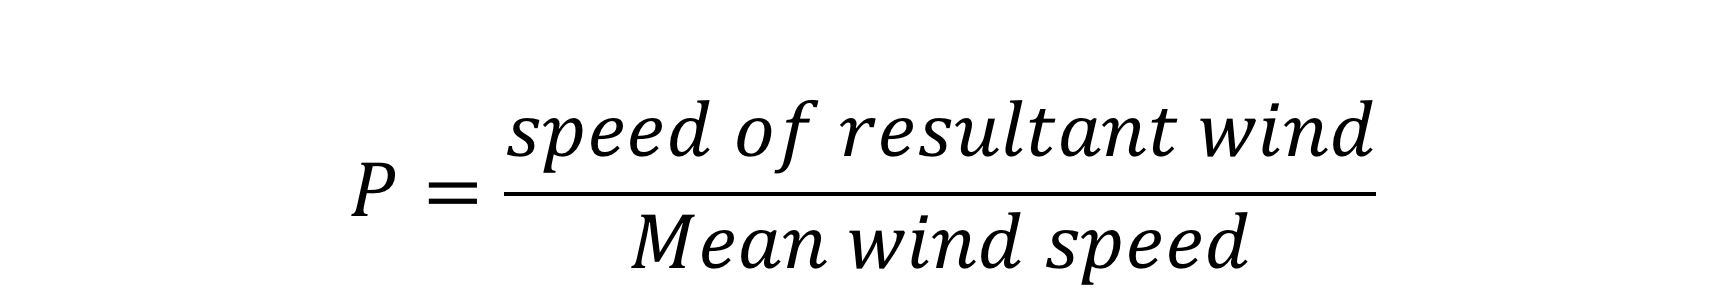 P = speed of resultant wind
Mean wind speed